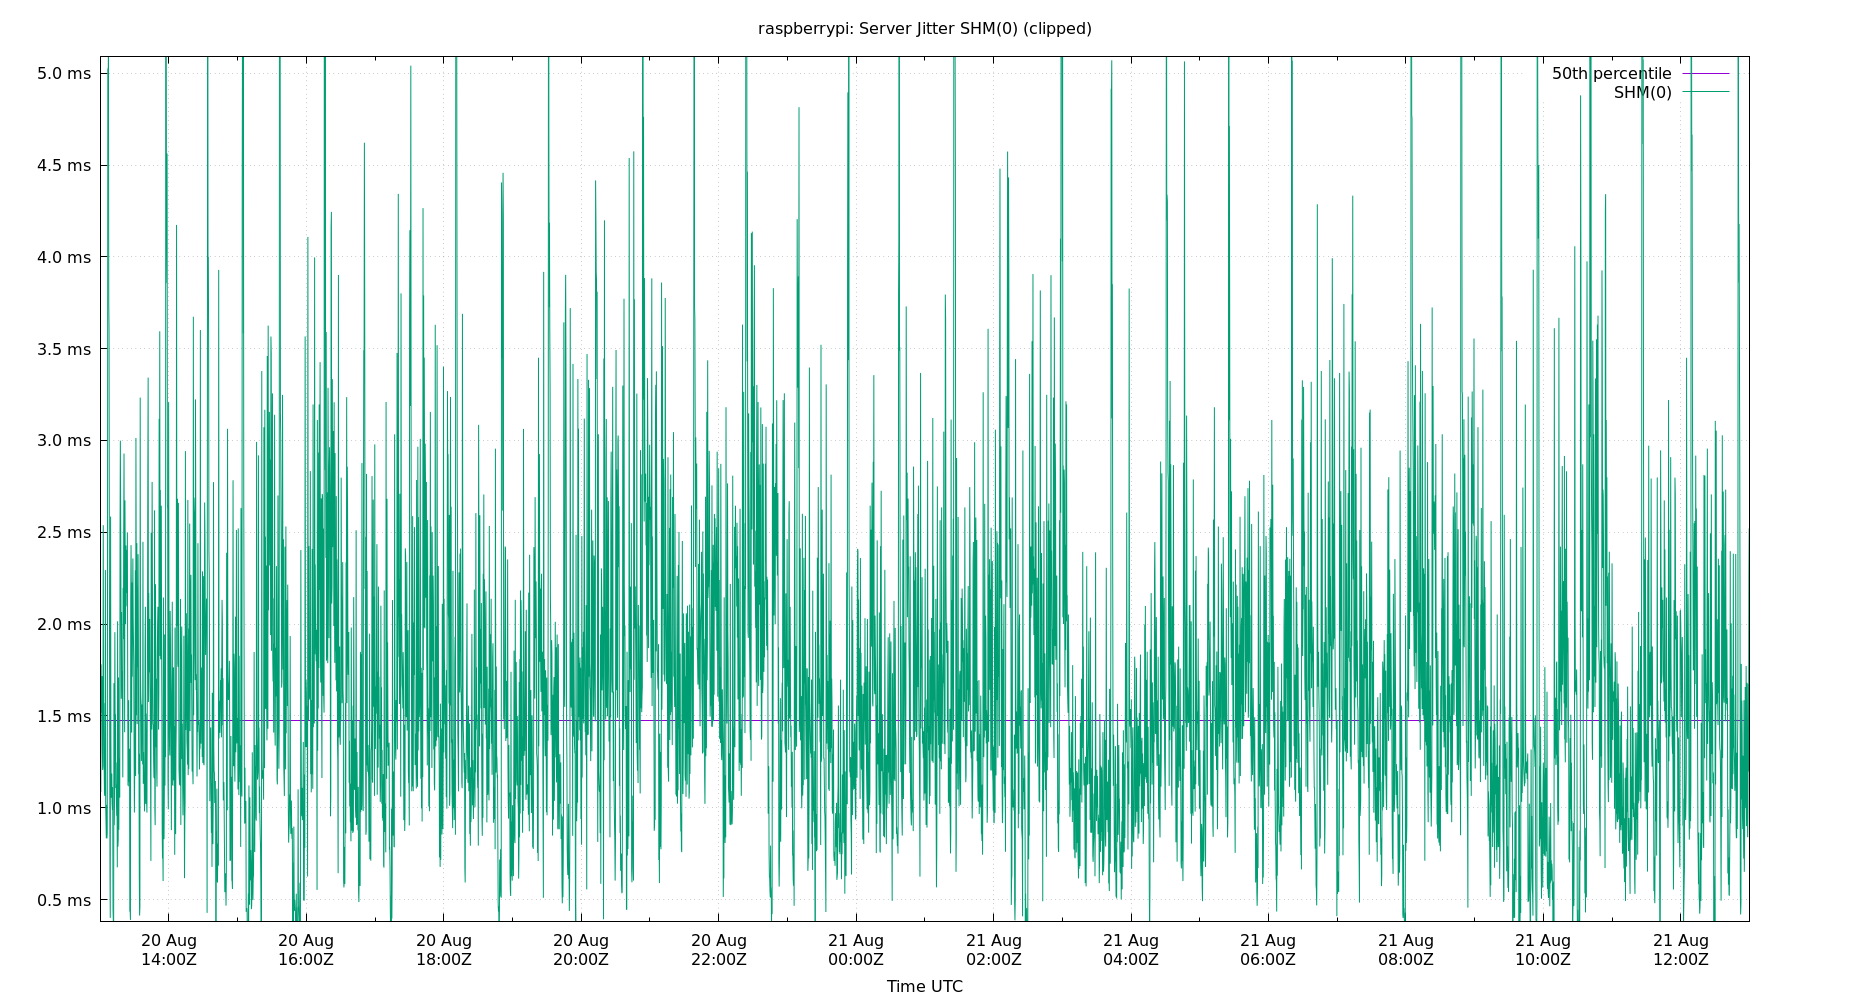 raspberrypi: Server Jitter SHM(0) (clipped)
50th percentile
SHM(0)
5.0 ms
4.5 ms
4.0 ms
3.5 ms
3.0 ms
2.5 ms
2.0 ms
1.5 ms
1.0 ms
0.5 ms
20 Aug 20 Aug 20 Aug 20 Aug 20 Aug 21 Aug 21 Aug 21 Aug 21 Aug 21 Aug 21 Aug 21 Aug
14:00Z 16:00Z 18:00Z 20:00Z 22:00Z 00:00Z 02:00Z 04:00Z 06:00Z 08:00Z 10:00Z 12:00Z
Time UTC